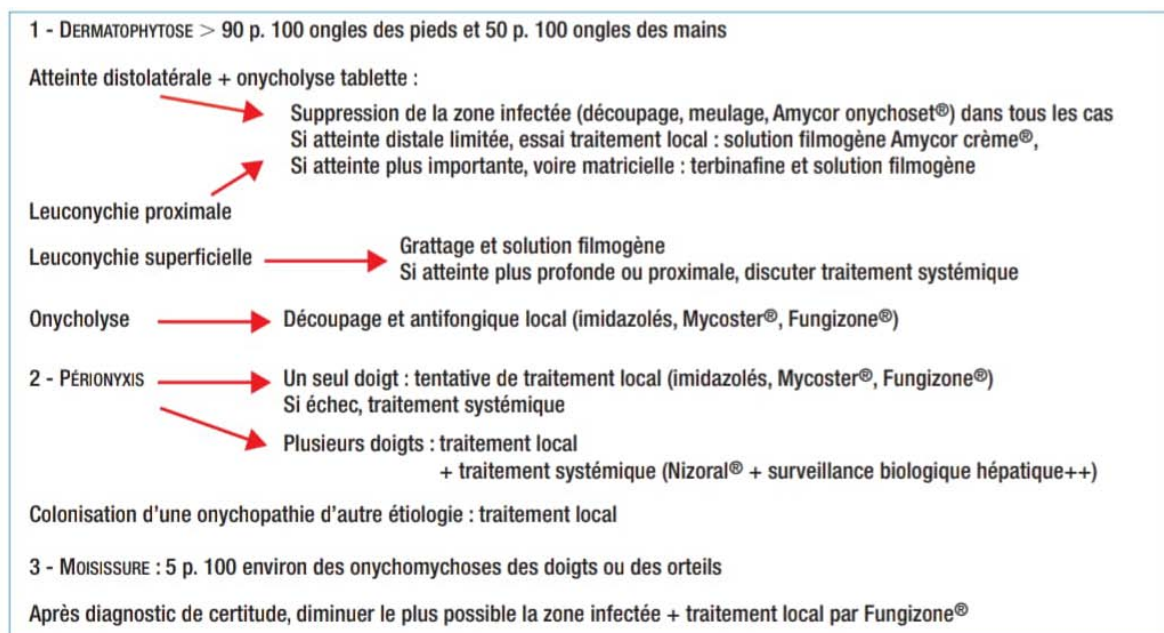 1 - DERMATOPHYTOSE > 90 p. 100 ongles des pieds et 50 p. 100 ongles des mains
Atteinte distolatérale + onycholyse tablette :
Suppression de la zone infectée (découpage, meulage, Amycor onychoset®) dans tous les cas
Si atteinte distale limitée, essai traitement local : solution filmogène Amycor crème®,
Si atteinte plus importante, voire matricielle : terbinafine et solution filmogène
Leuconychie proximale
Leuconychie superficielle
Grattage et solution filmogène
Si atteinte plus profonde ou proximale, discuter traitement systémique
Onycholyse
Découpage et antifongique local (imidazolés, Mycoster®, Fungizone®)
2 - PÉRIONYXIS
Un seul doigt : tentative de traitement local (imidazolés, Mycoster®, Fungizone®)
Si échec, traitement systémique
Plusieurs doigts : traitement local
+ traitement systémique (Nizoral® + surveillance biologique hépatique++)
Colonisation d'une onychopathie d'autre étiologie : traitement local
3 - MOISISSURE : 5 p. 100 environ des onychomychoses des doigts ou des orteils
Après diagnostic de certitude, diminuer le plus possible la zone infectée + traitement local par Fungizone®